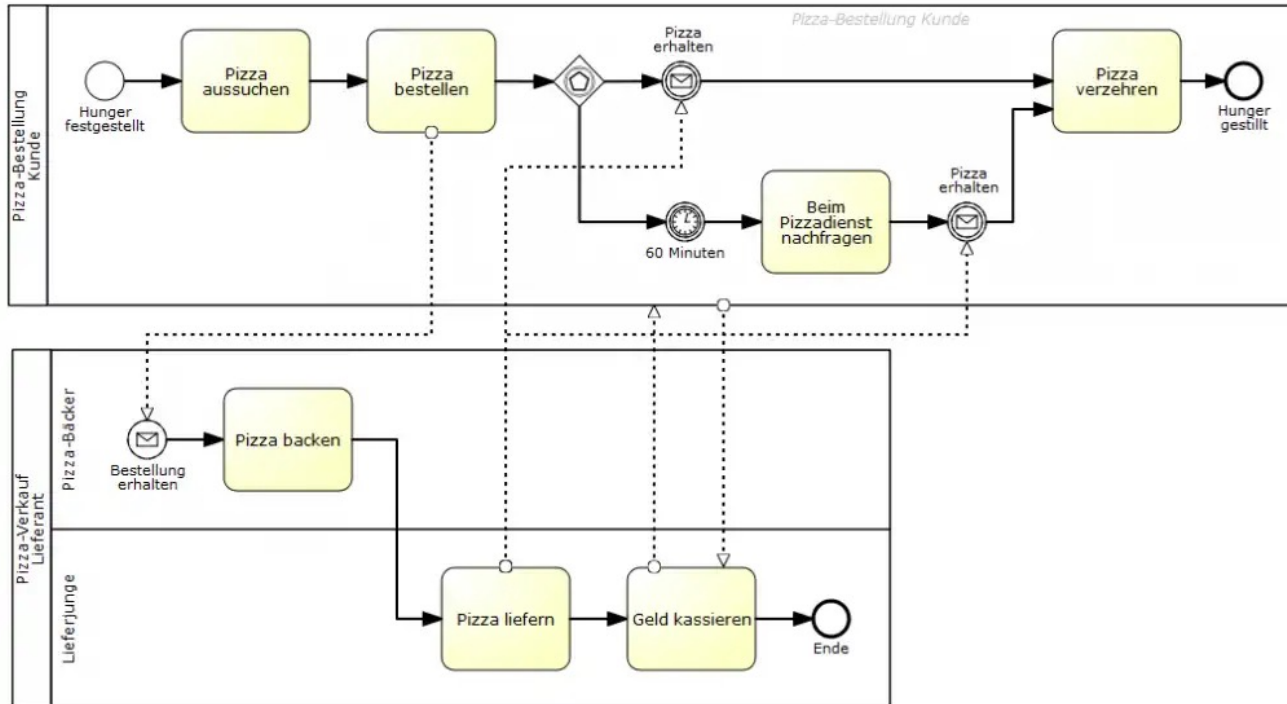 Pizza-Bestellung Kunde
Pizza-Bestellung
Kunde
Hunger
festgestellt
Pizza
aussuchen
Pizza
bestellen
Pizza
erhalten
60 Minuten
Beim
Pizzadienst
nachfragen
Pizza
erhalten
Pizza
verzehren
Hunger
gestillt
Pizza-Verkauf
Lieferant
Pizza-Bäcker
Bestellung
erhalten
Pizza backen
Lieferjunge
Pizza liefern
Geld kassieren
Ende